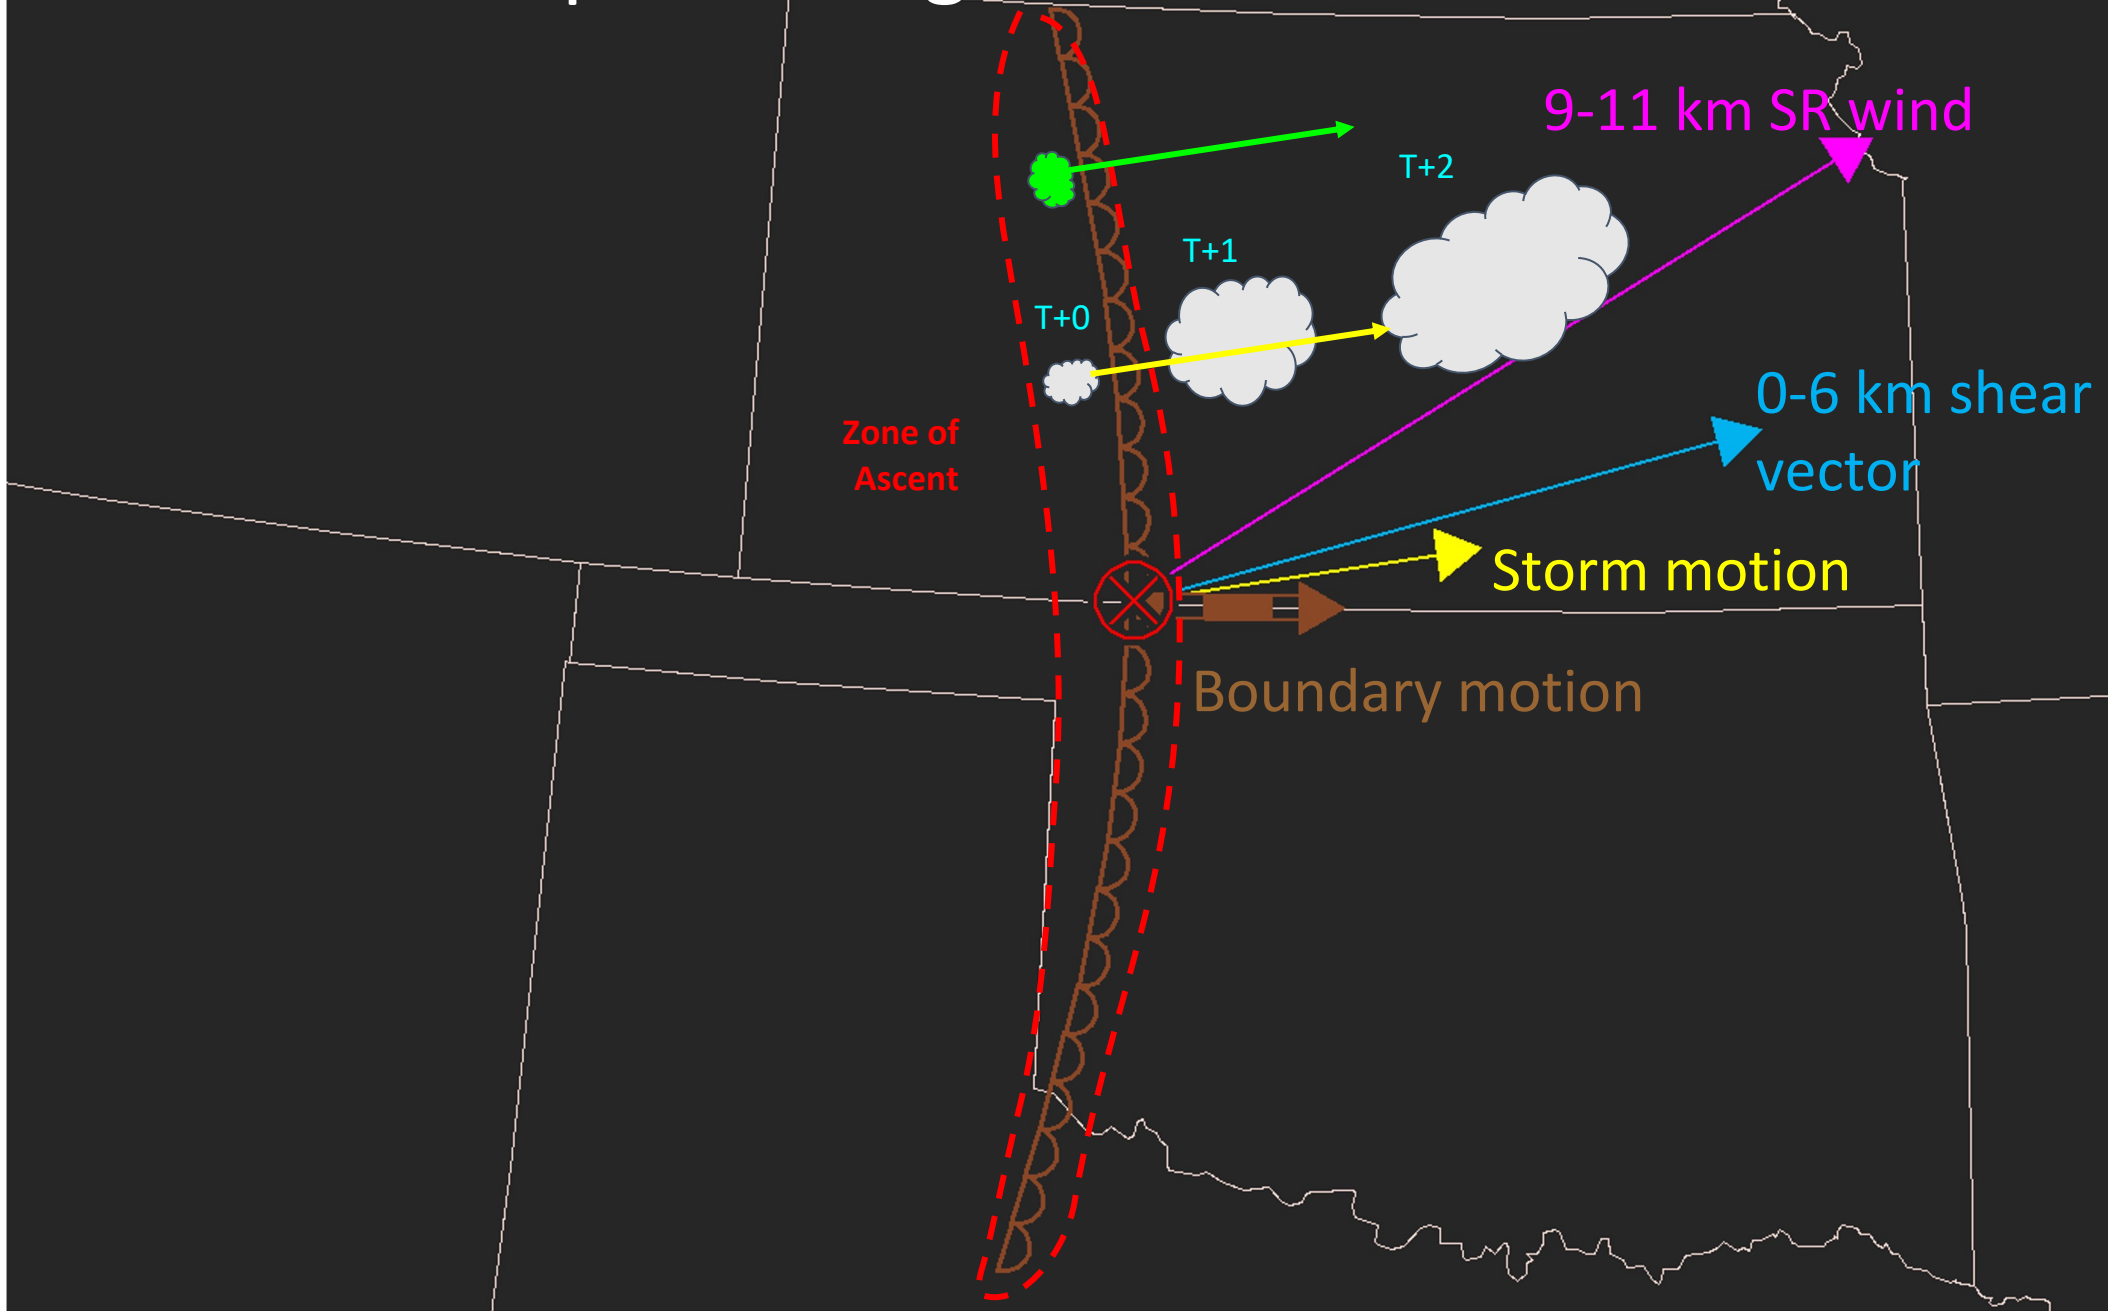 9-11 km SR wind
T+2
T+1
T+0
0-6 km shear
vector
Zone of
Ascent
Storm motion
Boundary motion